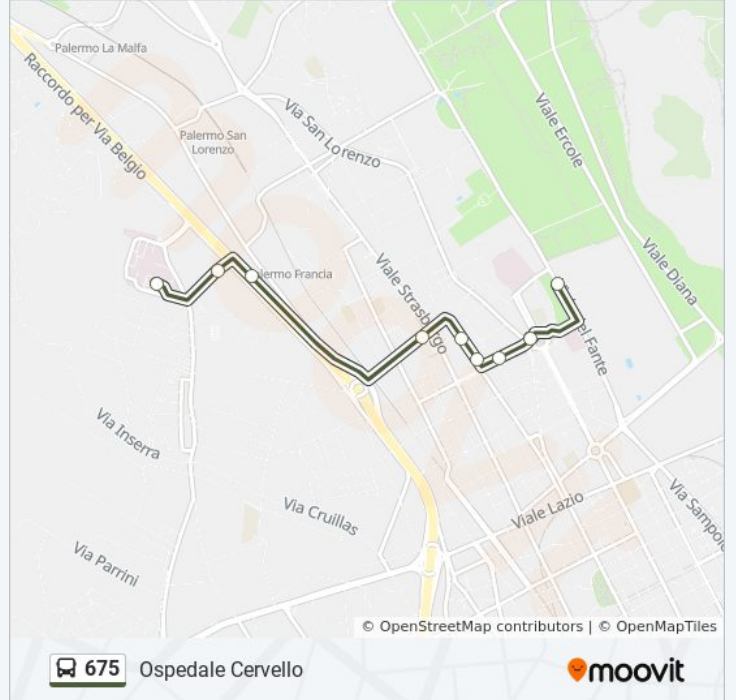 Palermo La Malfa
Raccordo per Via Belgio
Palermo San
Lorenzo
Via San Lorenzo
Viale Ercole
Viale Diana
lermo Francia
Viale Strasburgo
el Fante
Via Inserra
Via Cruillas
Viale Lazio
Via Sampolo
Via Parrini
© OpenStreetMap contributors | © OpenMapTiles
675 Ospedale Cervello
moovit